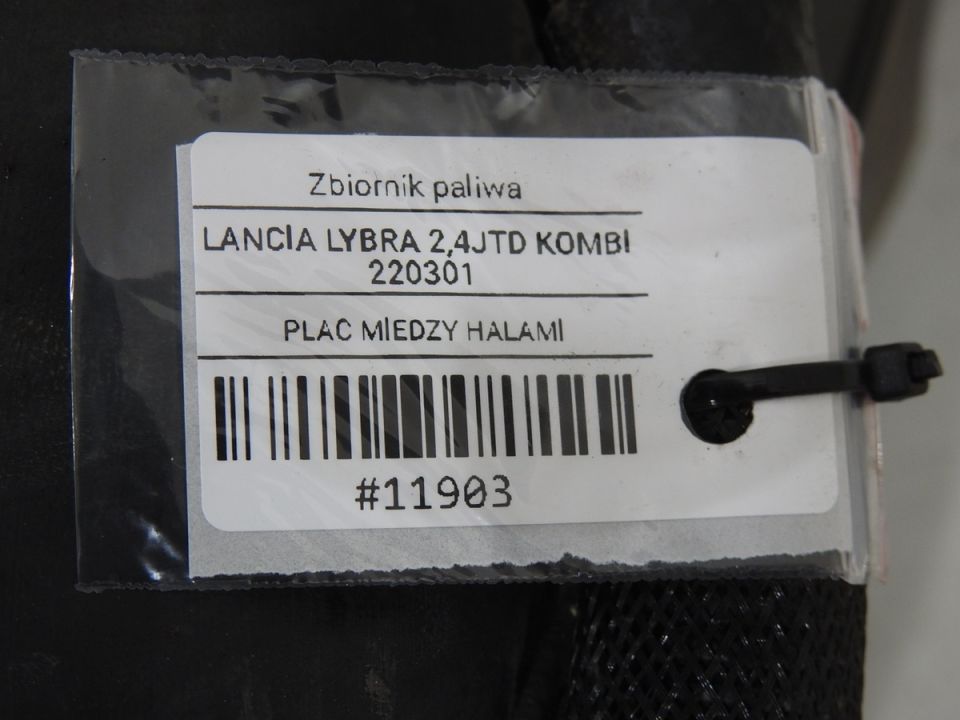 Zbiornik paliwa
LANCIA LYBRA 2,4JTD KOMBI
220301
PLAC MIEDZY HALAMI
#11903